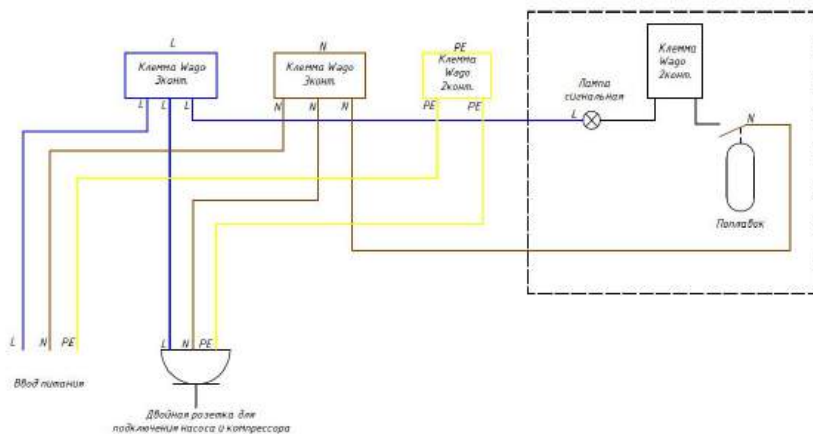 L
Клемма Wago
3конт.
L
L
L
N
Клемма Wago
3конт.
N
N
N
PE
Клемма
Wago
2конт.
PE
PE
Клемма
Wago
2конт.
Лампа
сигнальная
L
N
Поплавок
L
N
PE
Ввод питания
L
N
PE
Двойная розетка для
подключения насоса и компрессора